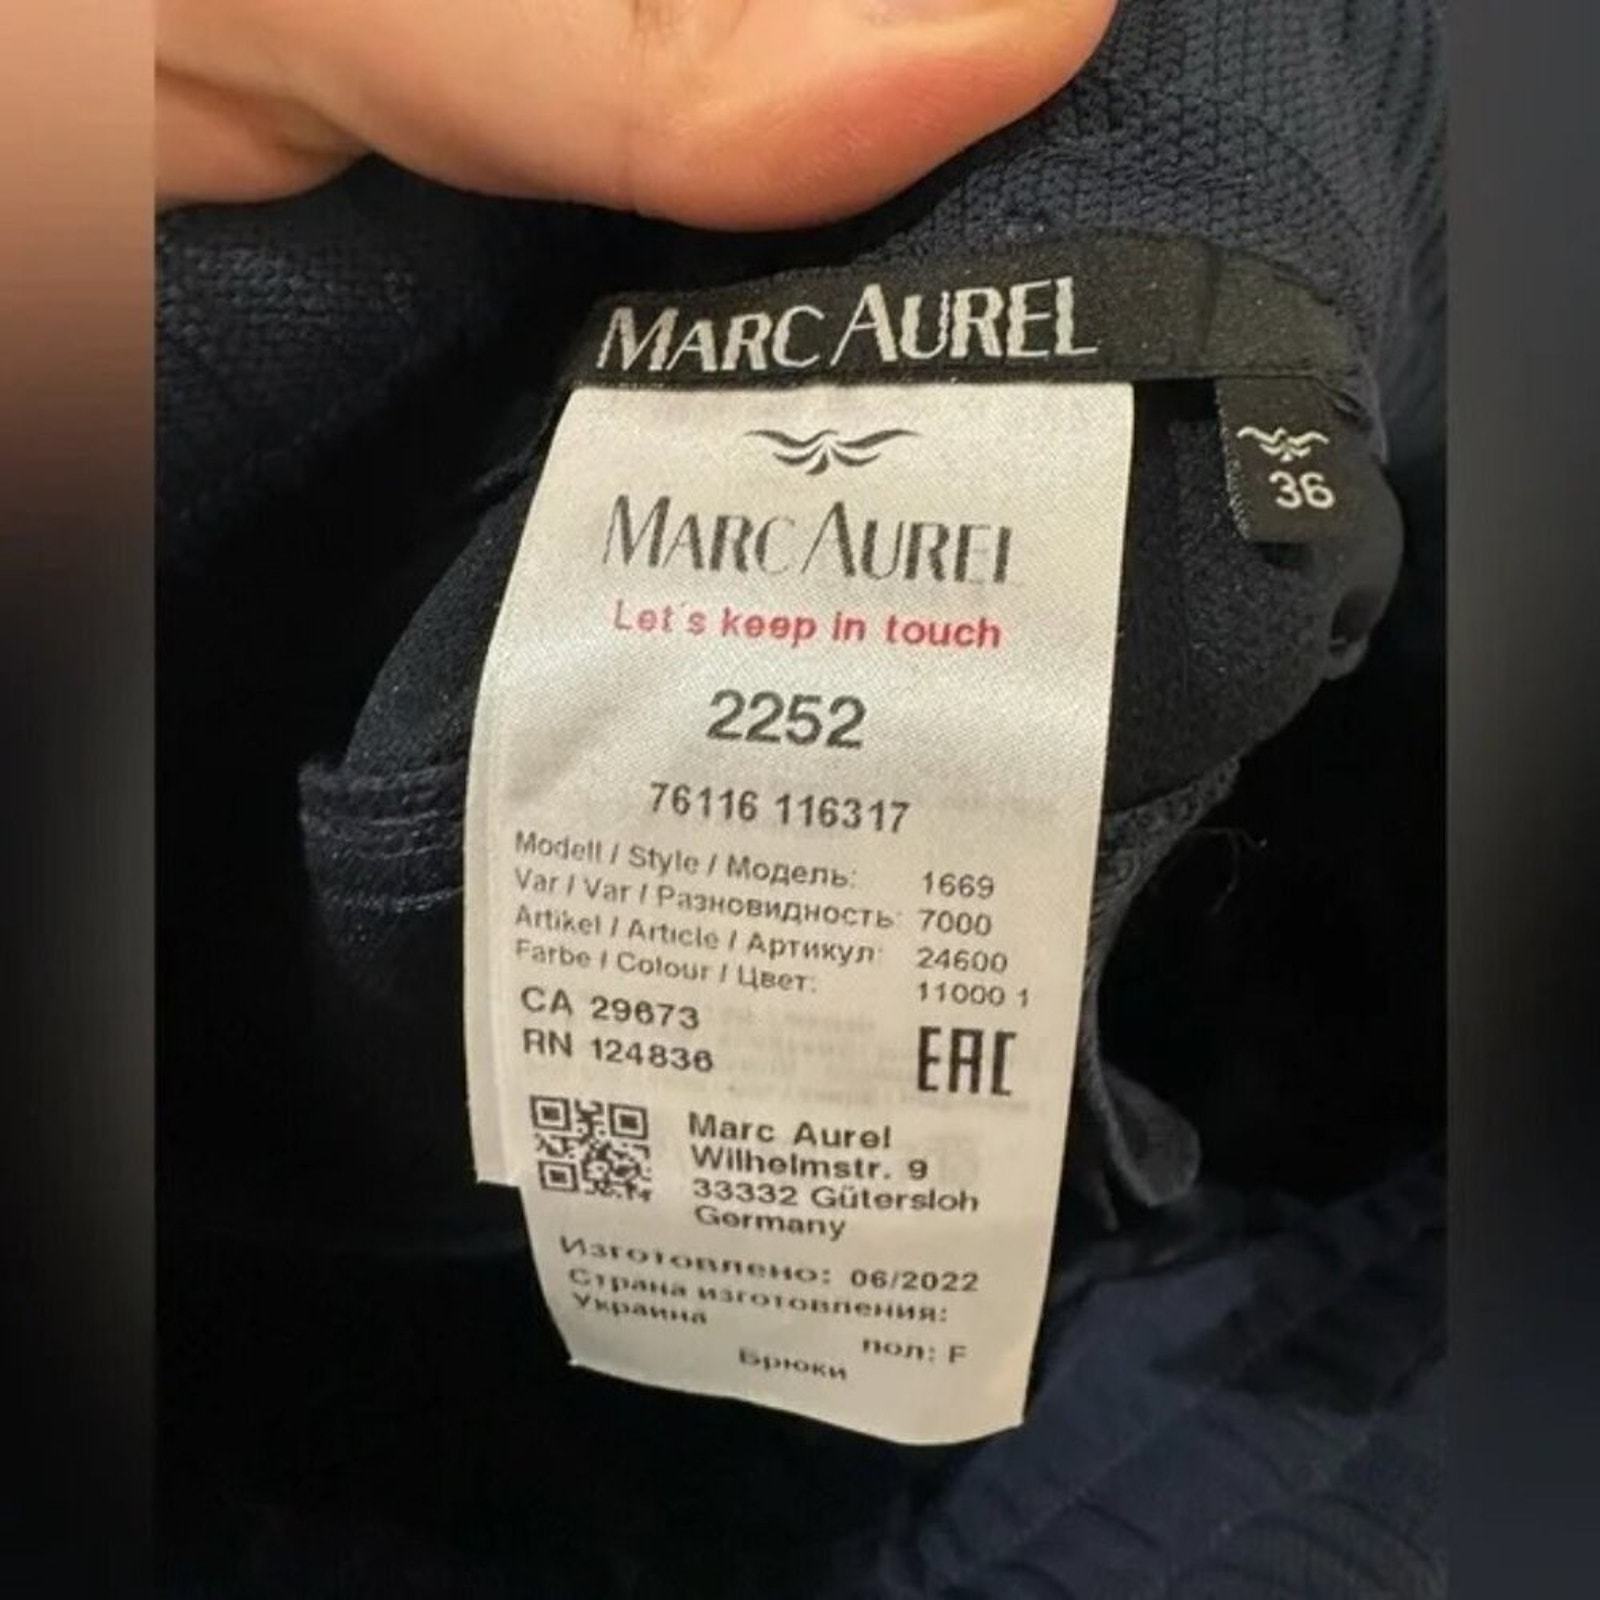 MARC AUREL
36
MARC AUREL
Let's keep in touch
2252
76116 116317
Modell / Style / Модель: 1669
Var / Var / Разновидность: 7000
Artikel / Article / Артикул: 24600
Farbe / Colour / Цвет: 11000 1
CA 29673
RN 124836
EAC
Marc Aurel
Wilhelmstr. 9
33332 Gütersloh
Germany
Изготовлено: 06/2022
Страна изготовления:
Украина
пол: F
Брюки